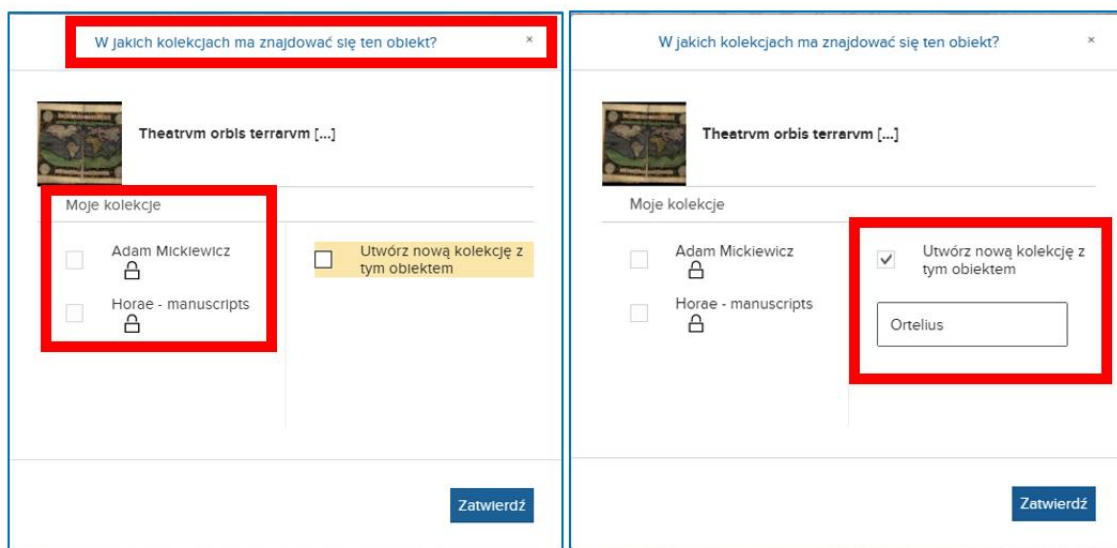 W jakich kolekcjach ma znajdować się ten obiekt? ×
Theatrvm orbis terrarvm [...]
Moje kolekcje
Adam Mickiewicz
Horae - manuscripts
Utwórz nową kolekcję z
tym obiektem
Zatwierdź
W jakich kolekcjach ma znajdować się ten obiekt? ×
Theatrvm orbis terrarvm [...]
Moje kolekcje
Adam Mickiewicz
Horae - manuscripts
Utwórz nową kolekcję z
tym obiektem
Ortelius
Zatwierdź